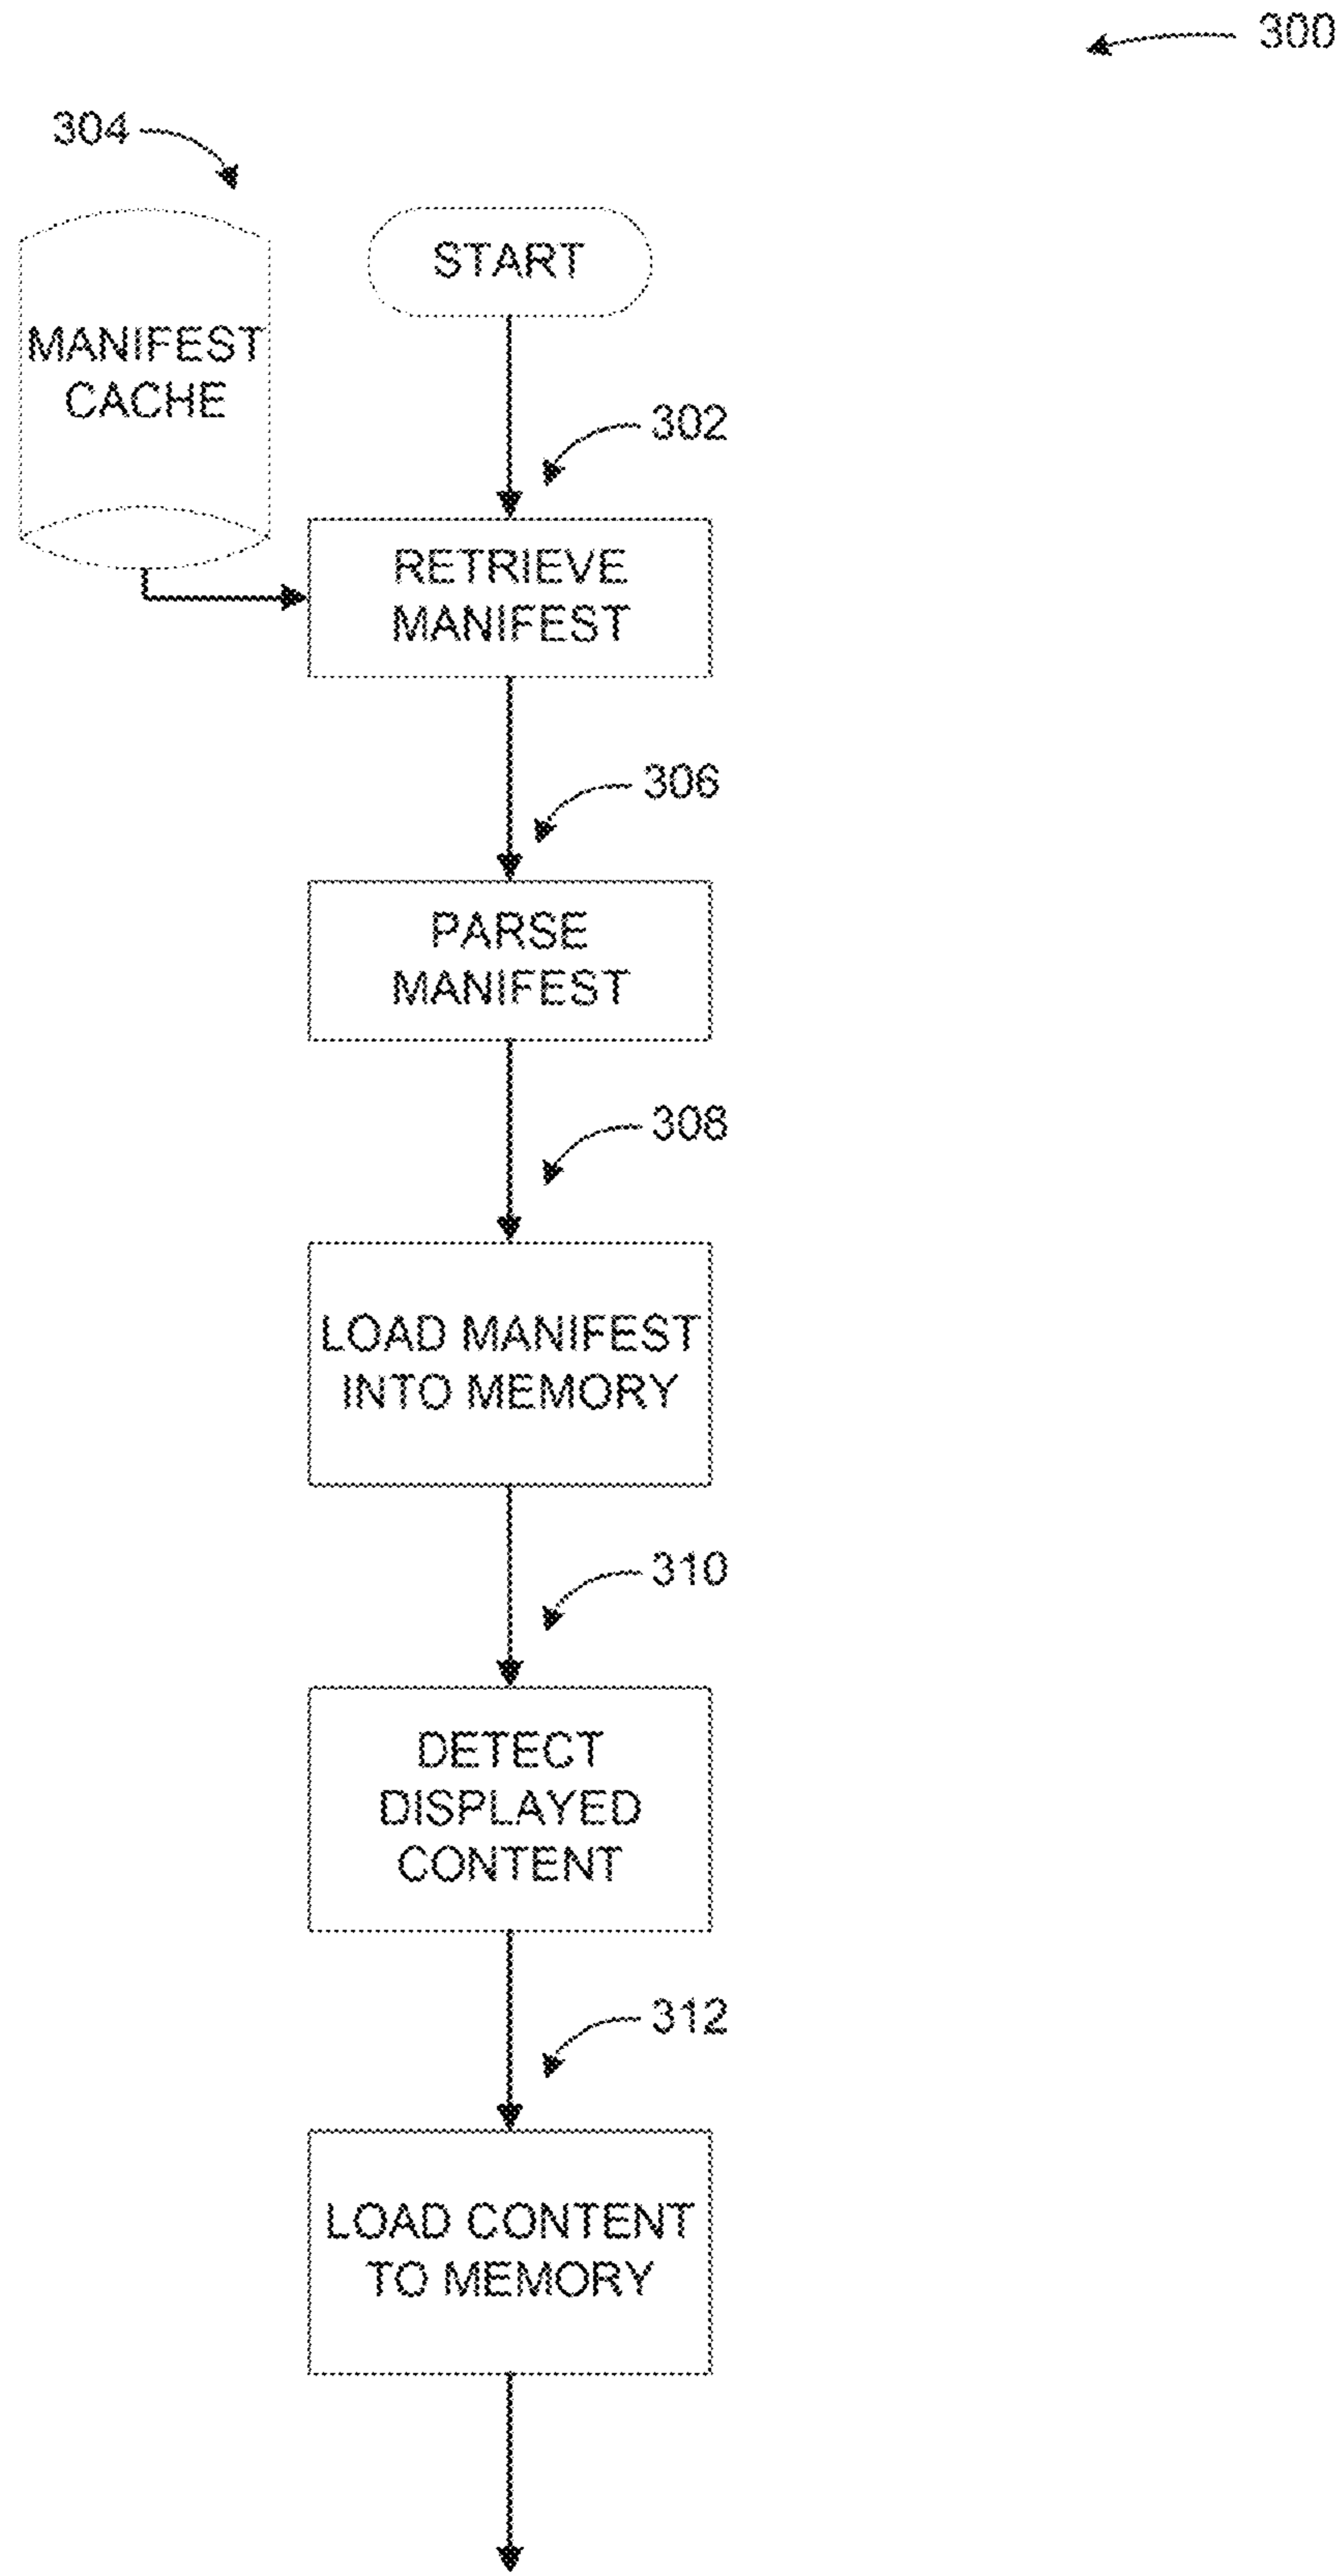 300
304
START
MANIFEST
CACHE
302
RETRIEVE
MANIFEST
306
PARSE
MANIFEST
308
LOAD MANIFEST
INTO MEMORY
310
DETECT
DISPLAYED
CONTENT
312
LOAD CONTENT
TO MEMORY